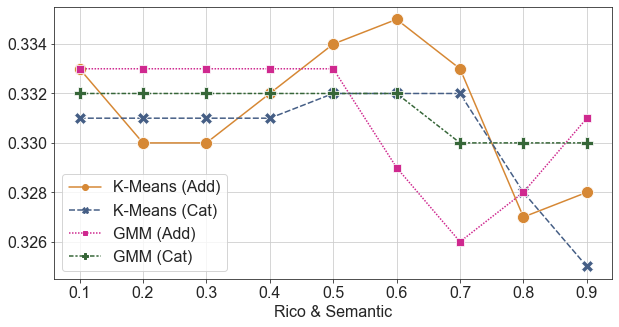 0.334
0.332
0.330
0.328
0.326
K-Means (Add)
K-Means (Cat)
GMM (Add)
GMM (Cat)
0.1 0.2 0.3 0.4 0.5 0.6 0.7 0.8 0.9
Rico & Semantic